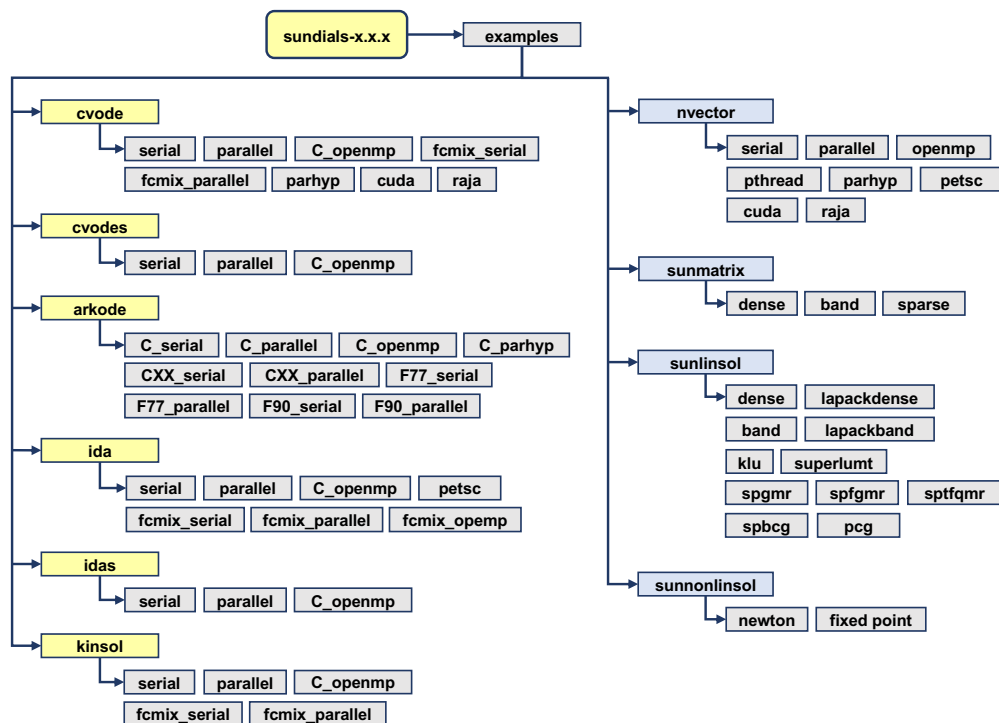 sundials-x.x.x examples
cvode
serial parallel C_openmp fcmix_serial
fcmix_parallel parhyp cuda raja
cvodes
serial parallel C_openmp
arkode
C_serial C_parallel C_openmp C_parhyp
CXX_serial CXX_parallel F77_serial
F77_parallel F90_serial F90_parallel
ida
serial parallel C_openmp petsc
fcmix_serial fcmix_parallel fcmix_opemp
idas
serial parallel C_openmp
kinsol
serial parallel C_openmp
fcmix_serial fcmix_parallel
nvector
serial parallel openmp
pthread parhyp petsc
cuda raja
sunmatrix
dense band sparse
sunlinsol
dense lapackdense
band lapackband
klu superlumt
spgmr spfgmr sptfqmr
spbcg pcg
sunnonlinsol
newton fixed point